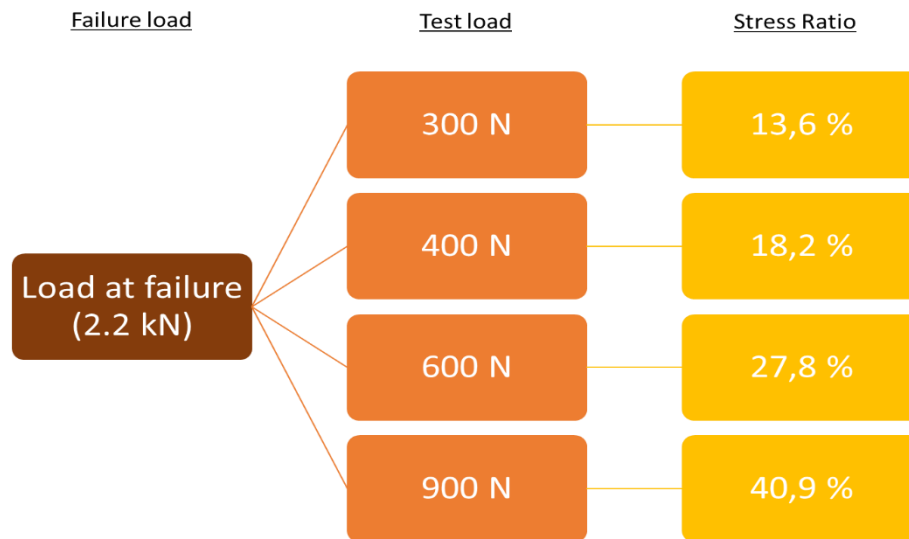 Failure load
Test load
Stress Ratio
300 N
13,6 %
400 N
18,2 %
Load at failure
(2.2 kN)
600 N
27,8 %
900 N
40,9 %